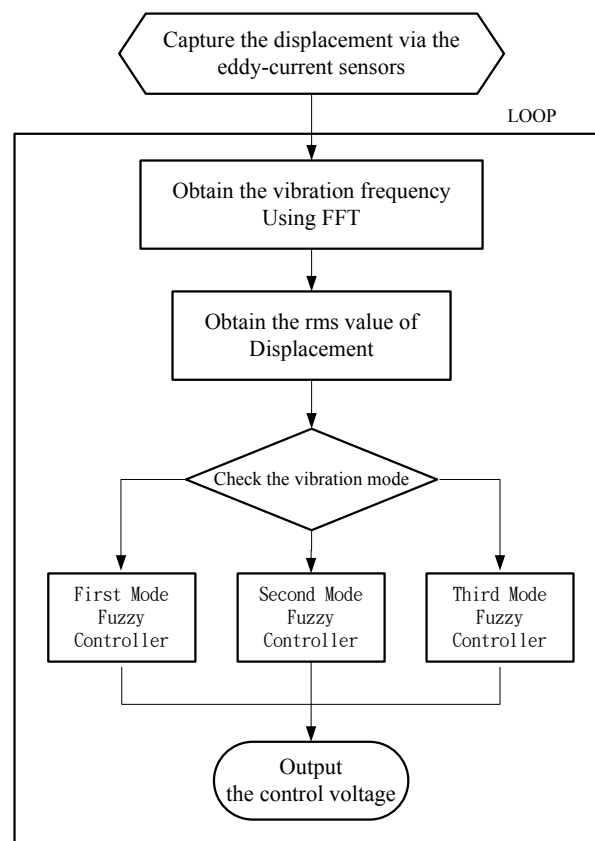 Capture the displacement via the
eddy-current sensors
LOOP
Obtain the vibration frequency
Using FFT
Obtain the rms value of
Displacement
Check the vibration mode
First Mode
Fuzzy
Controller
Second Mode
Fuzzy
Controller
Third Mode
Fuzzy
Controller
Output
the control voltage